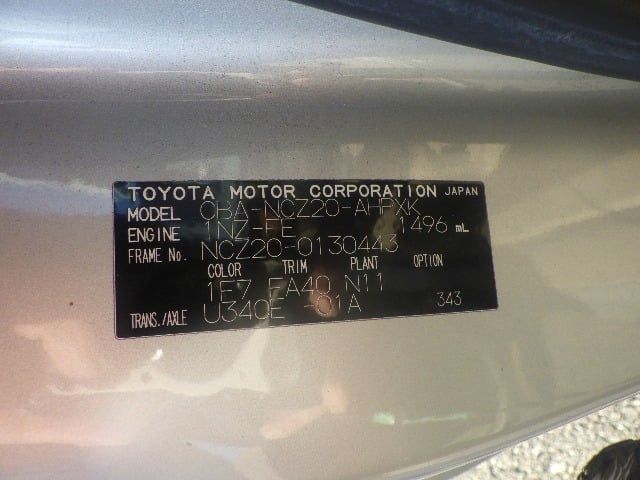 TOYOTA MOTOR CORPORATION JAPAN
MODEL CBA-NCZ20-AHPXK
ENGINE 1NZ-FE 1496 mL
FRAME No. NCZ20-0130443
COLOR TRIM PLANT OPTION
1E7 FA40 N11
TRANS./AXLE U340E -01A 343